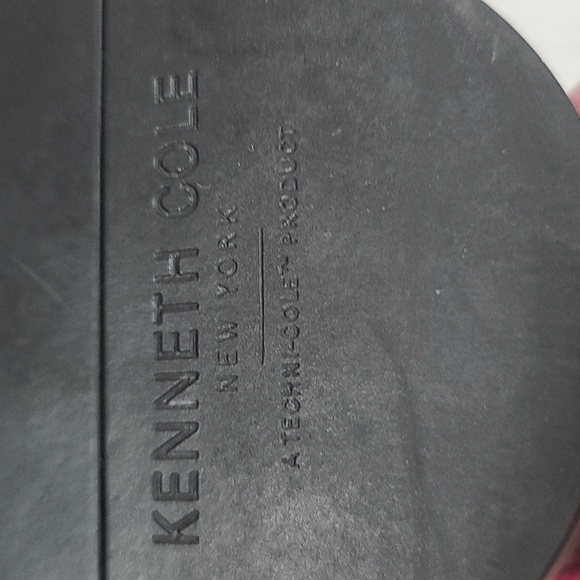 KENNETH COLE
NEW YORK
A TECHNI-COLE™ PRODUCT